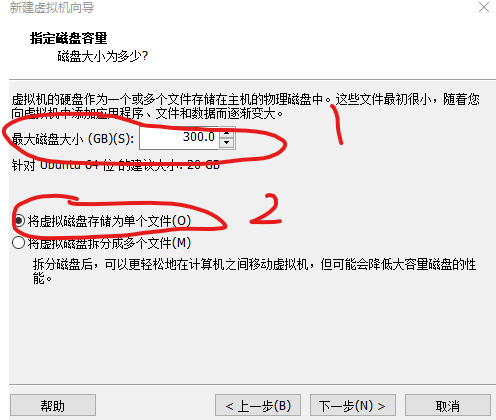 新建虚拟机向导
指定磁盘容量
磁盘大小为多少?
虚拟机的硬盘作为一个或多个文件存储在主机的物理磁盘中。这些文件最初很小，随着您
向虚拟机中添加应用程序、文件和数据而逐渐变大。
1
最大磁盘大小 (GB)(S): 300.0
针对 Ubuntu 64 位 的建议大小: 20 GB
2
将虚拟磁盘存储为单个文件(O)
将虚拟磁盘拆分成多个文件(M)
拆分磁盘后，可以更轻松地在计算机之间移动虚拟机，但可能会降低大容量磁盘的性
能。
帮助 < 上一步(B) 下一步(N) > 取消